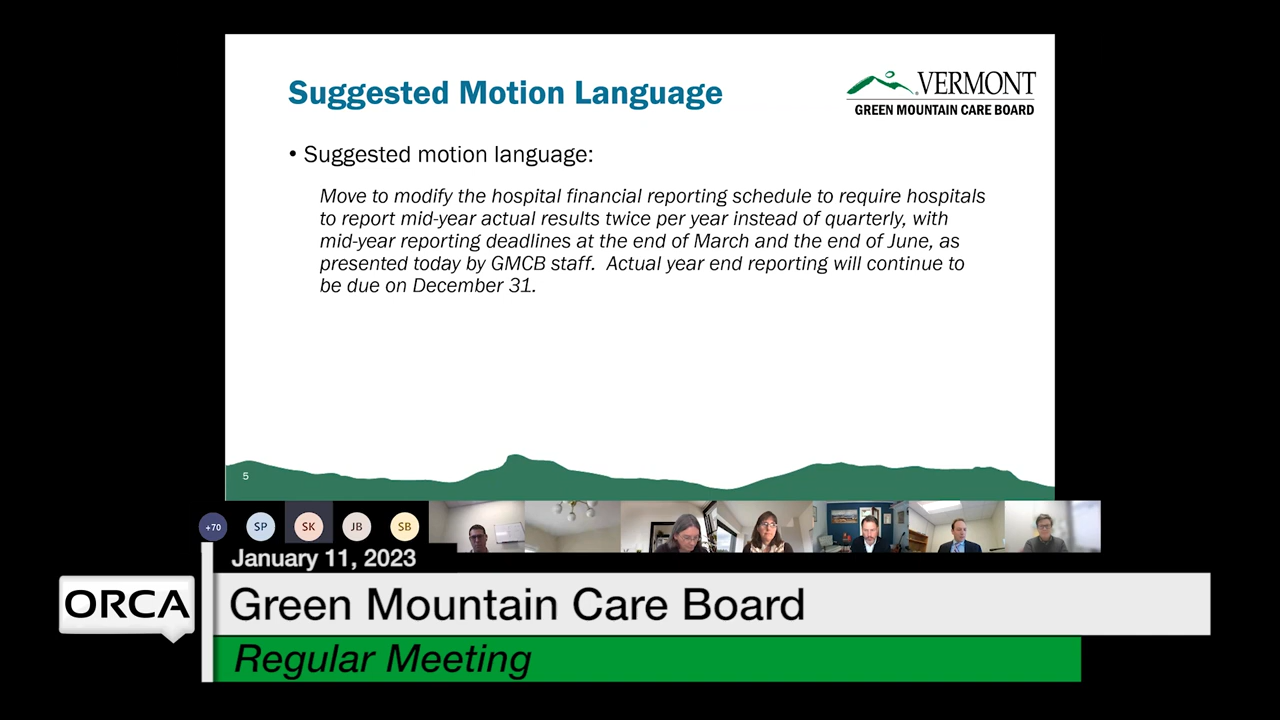 Suggested Motion Language
VERMONT
GREEN MOUNTAIN CARE BOARD
• Suggested motion language:
Move to modify the hospital financial reporting schedule to require hospitals
to report mid-year actual results twice per year instead of quarterly, with
mid-year reporting deadlines at the end of March and the end of June, as
presented today by GMCB staff.  Actual year end reporting will continue to
be due on December 31.
5
+70 SP SK JB SB
January 11, 2023
ORCA
Green Mountain Care Board
Regular Meeting